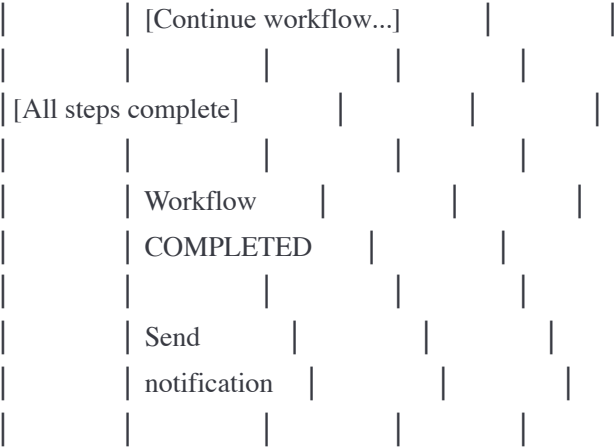 | | [Continue workflow...] | |
| | | | |
| [All steps complete] | | |
| | | | |
| | Workflow | | |
| | COMPLETED | |
| | | | |
| | Send | | |
| | notification | | |
| | | | |